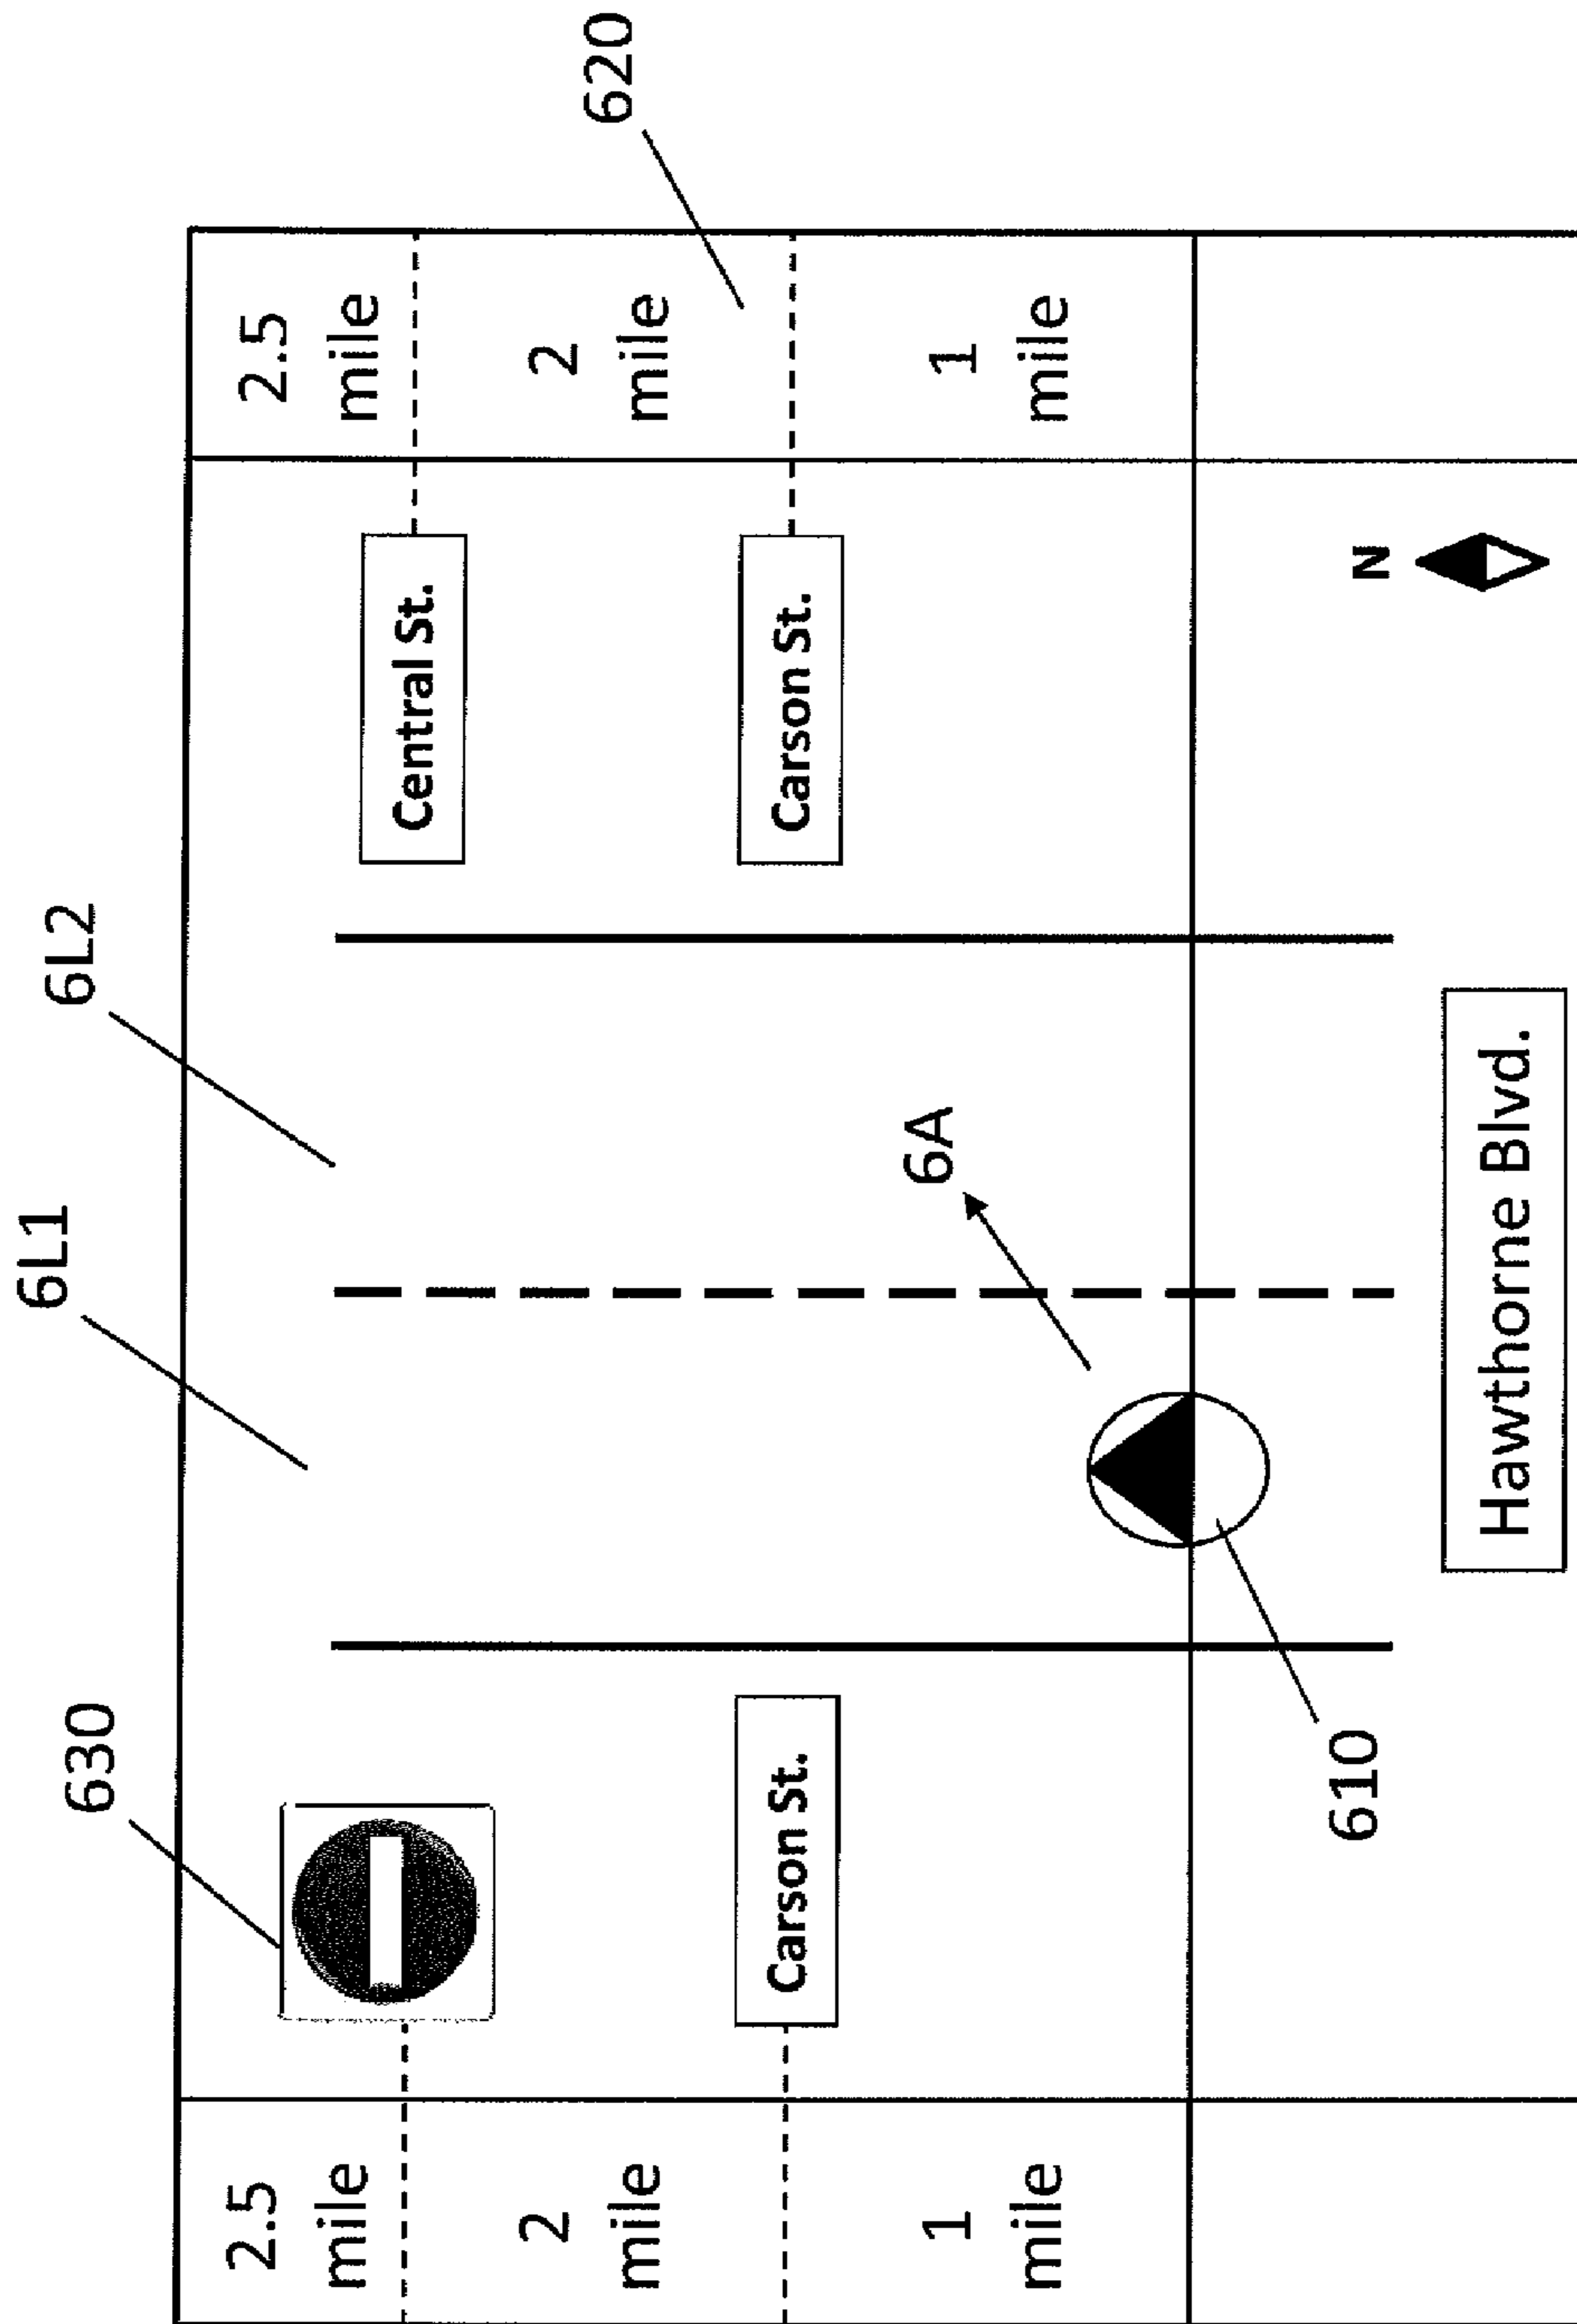 630
6L1
6L2
2.5
mile
2.5
mile
Central St.
2
mile
2
mile
620
Carson St.
Carson St.
6A
1
mile
1
mile
610
N
Hawthorne Blvd.